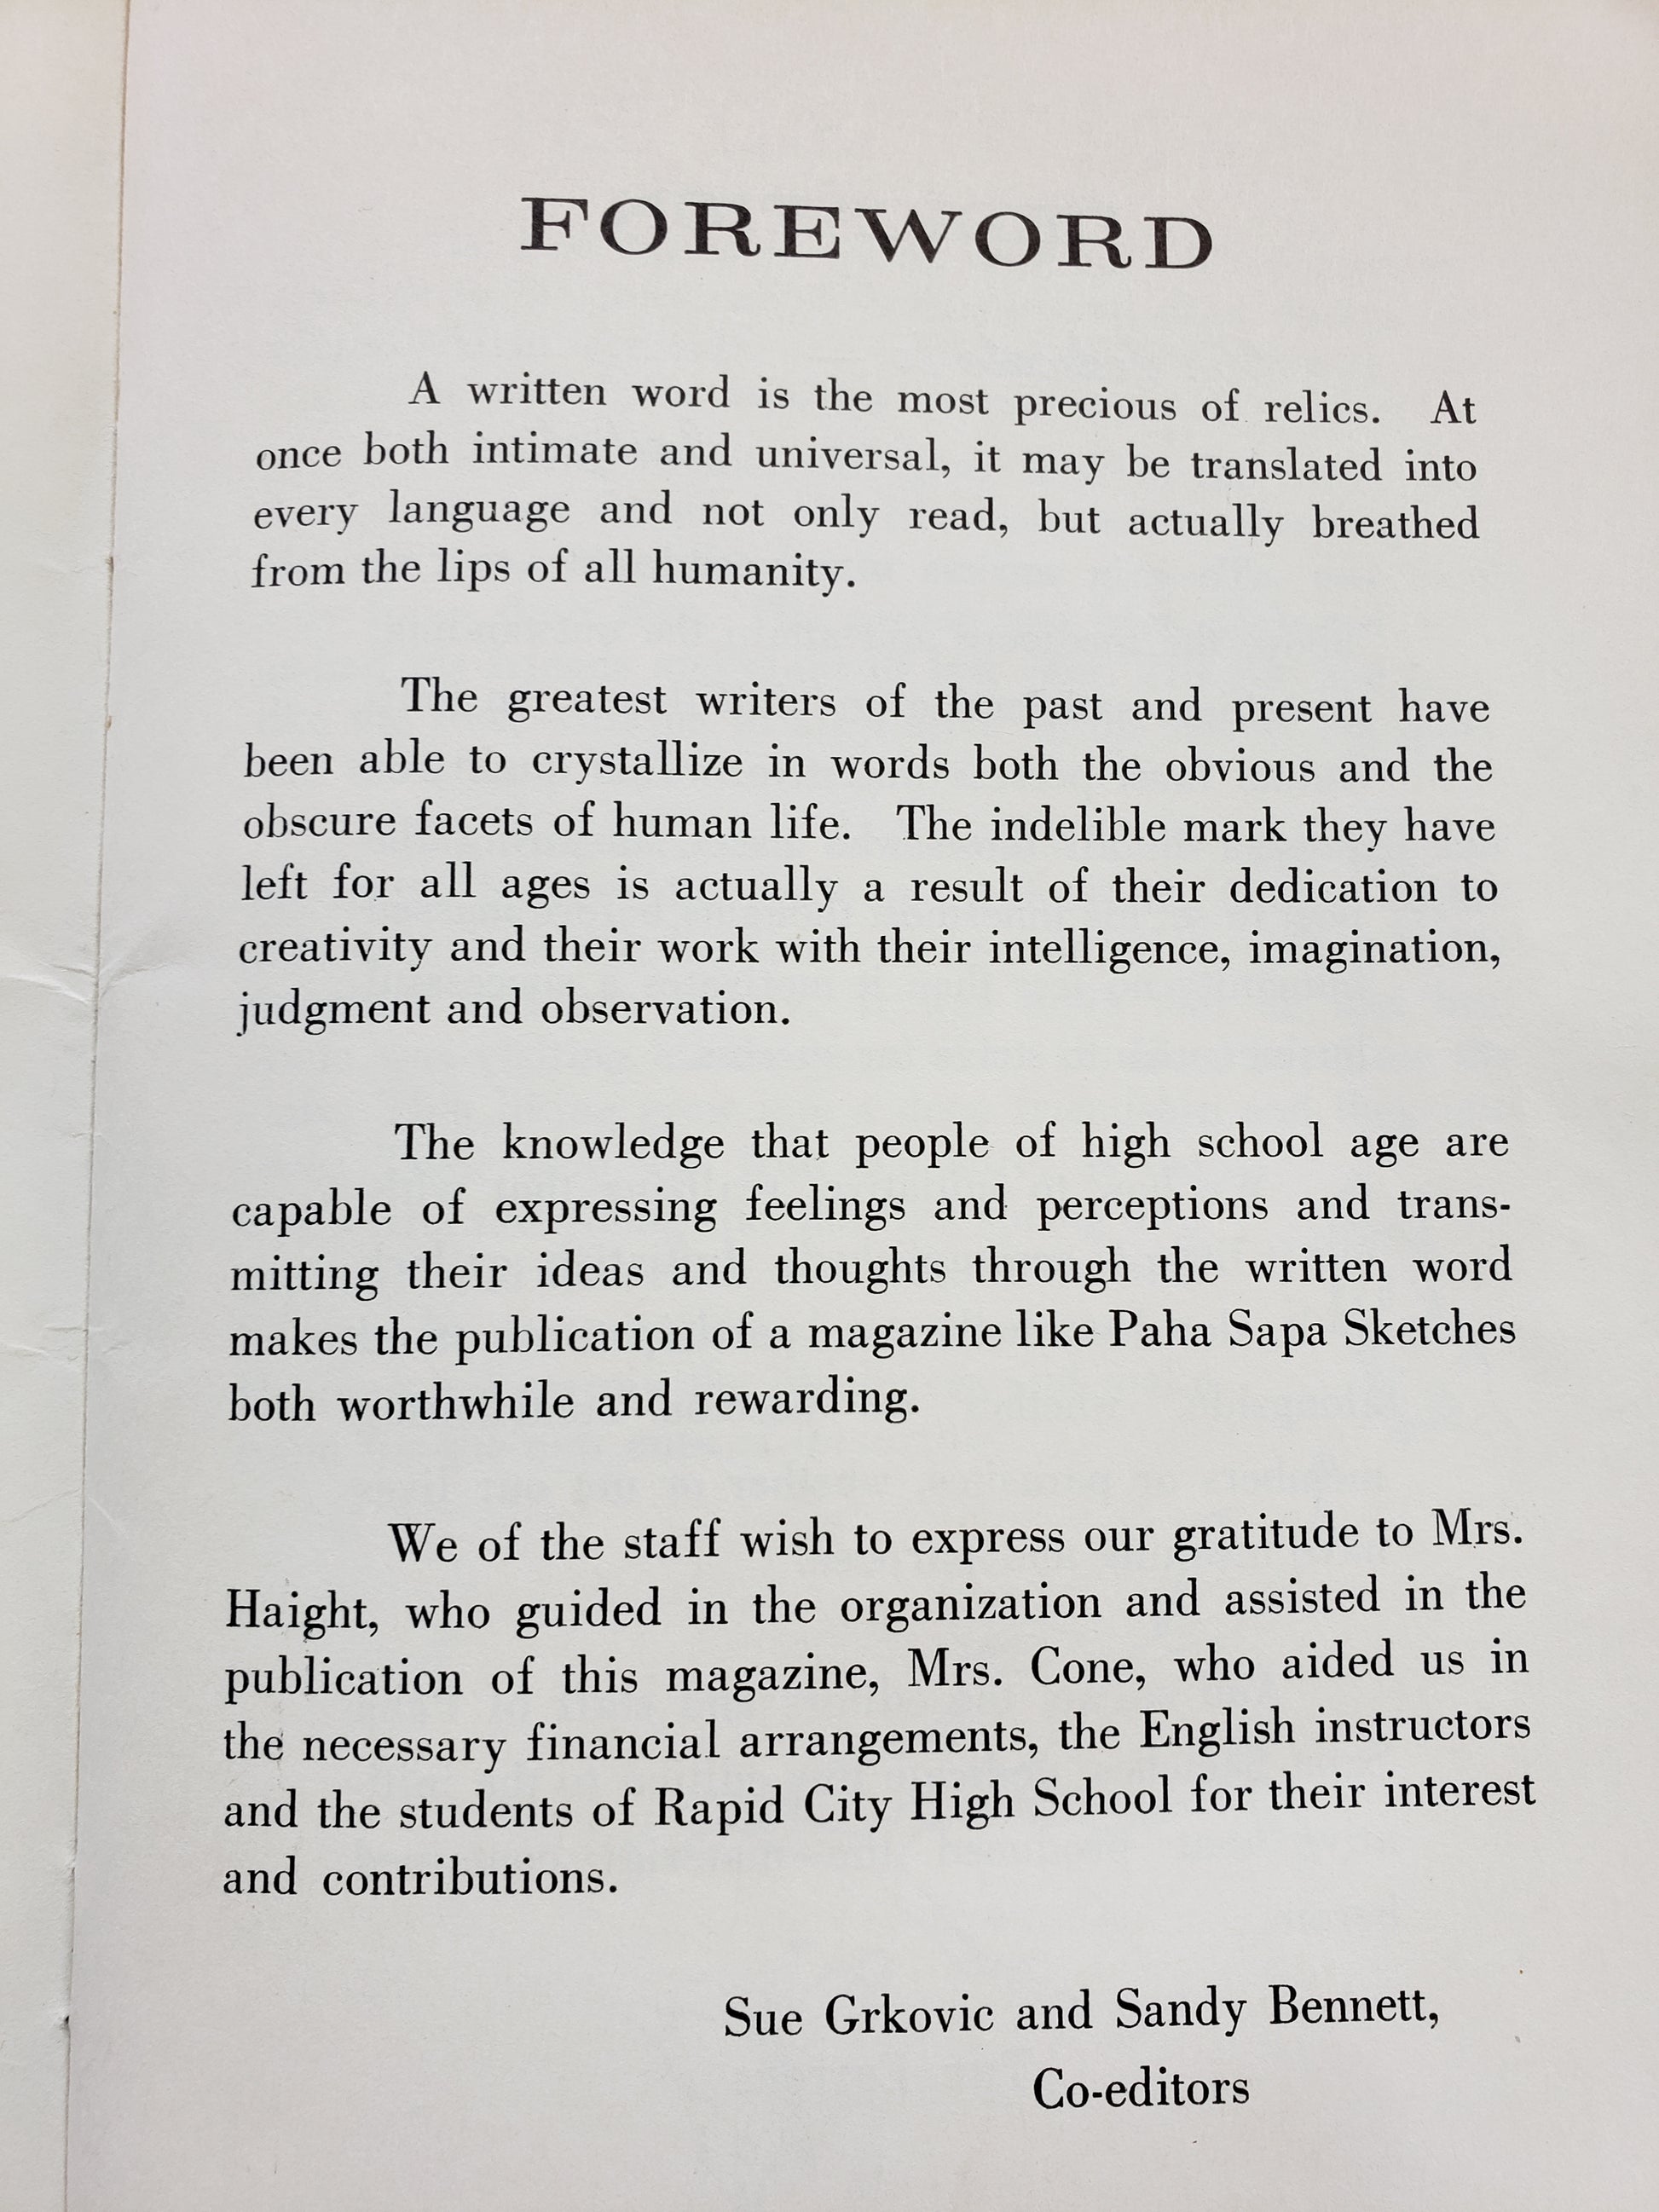 FOREWORD
A written word is the most precious of relics. At
once both intimate and universal, it may be translated into
every language and not only read, but actually breathed
from the lips of all humanity.
The greatest writers of the past and present have
been able to crystallize in words both the obvious and the
obscure facets of human life. The indelible mark they have
left for all ages is actually a result of their dedication to
creativity and their work with their intelligence, imagination,
judgment and observation.
The knowledge that people of high school age are
capable of expressing feelings and perceptions and trans-
mitting their ideas and thoughts through the written word
makes the publication of a magazine like Paha Sapa Sketches
both worthwhile and rewarding.
We of the staff wish to express our gratitude to Mrs.
Haight, who guided in the organization and assisted in the
publication of this magazine, Mrs. Cone, who aided us in
the necessary financial arrangements, the English instructors
and the students of Rapid City High School for their interest
and contributions.
Sue Grkovic and Sandy Bennett,
Co-editors